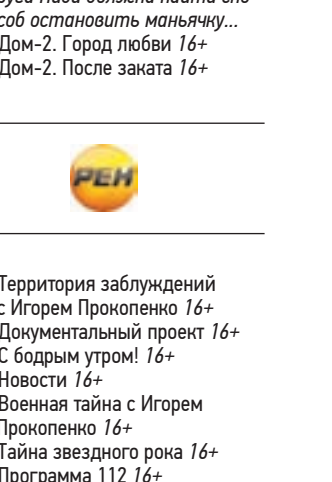 соб остановить маньячку...
Дом-2. Город любви 16+
Дом-2. После заката 16+
РЕН
Территория заблуждений
с Игорем Прокопенко 16+
Документальный проект 16+
С бодрым утром! 16+
Новости 16+
Военная тайна с Игорем
Прокопенко 16+
Тайна звездного рока 16+
Программа 112 16+